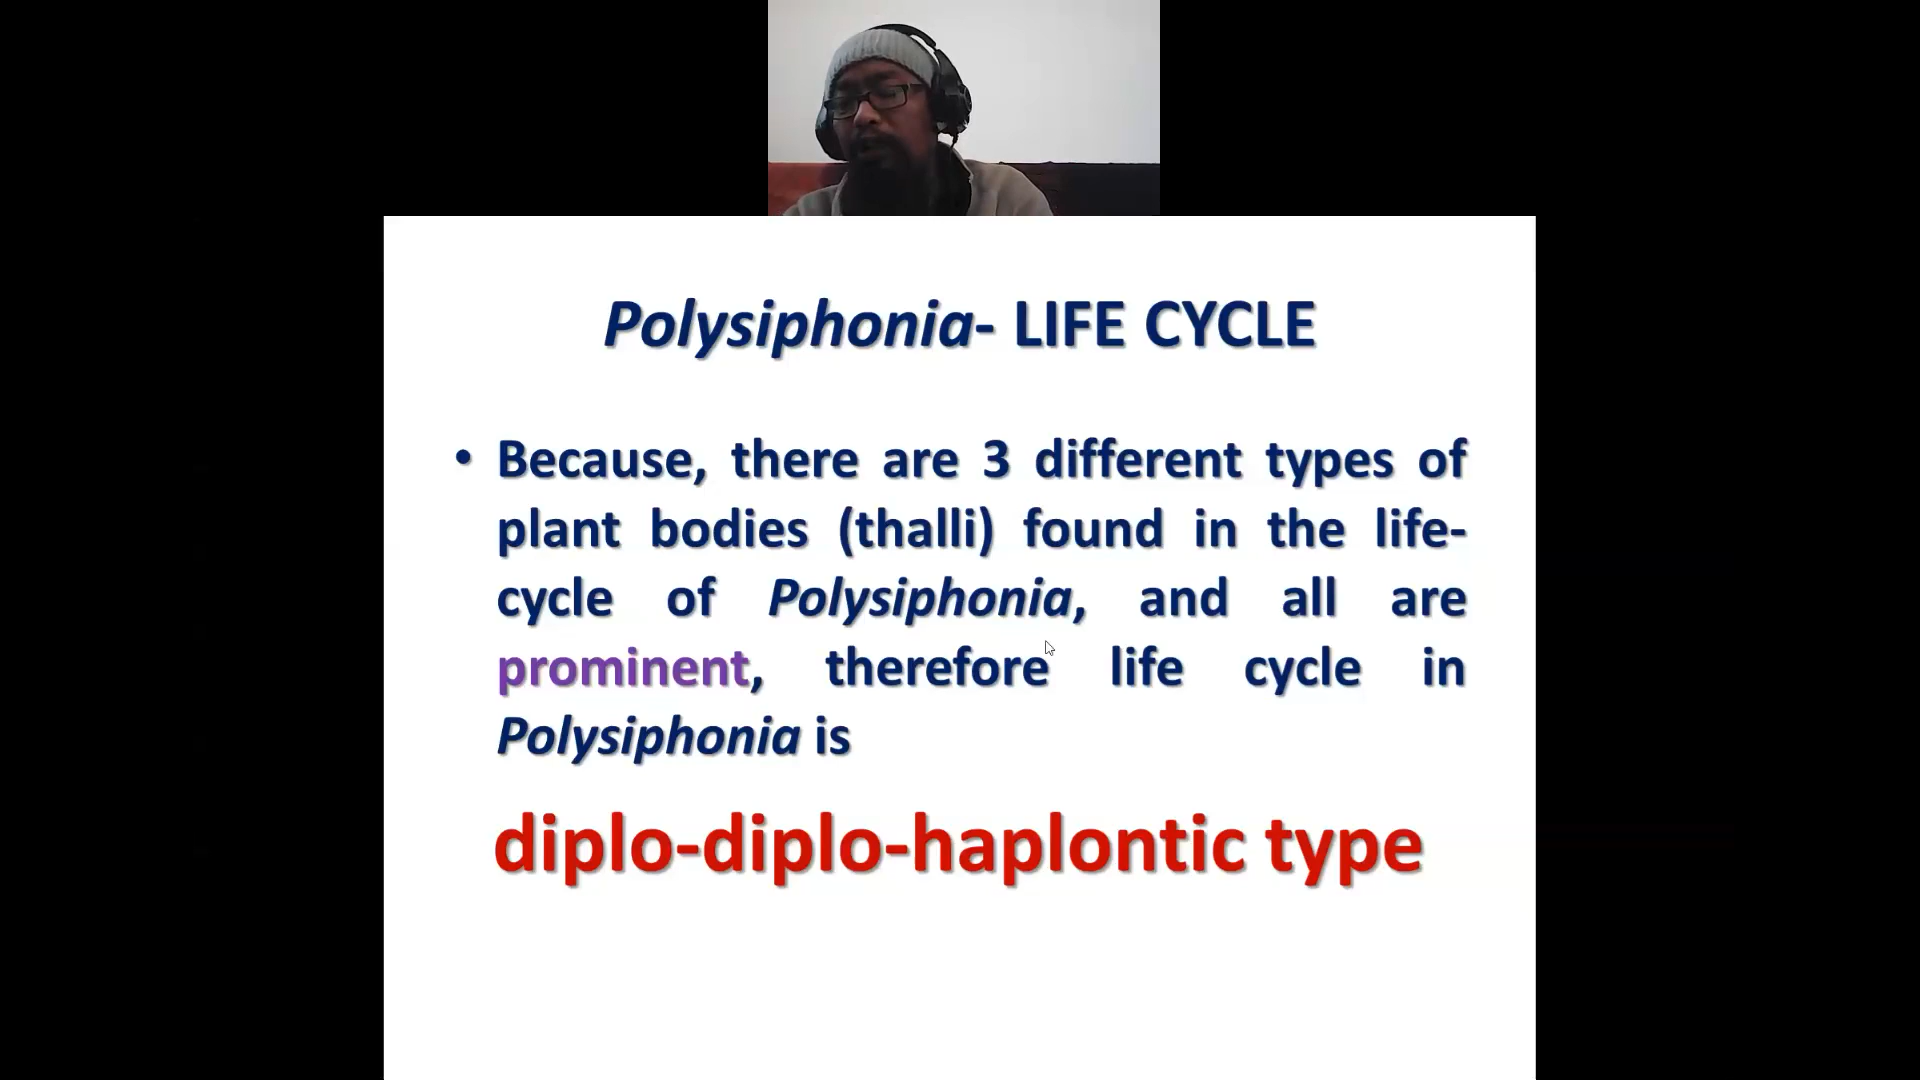 Polysiphonia- LIFE CYCLE
• Because, there are 3 different types of
plant bodies (thalli) found in the life-
cycle of Polysiphonia, and all are
prominent, therefore life cycle in
Polysiphonia is
diplo-diplo-haplontic type